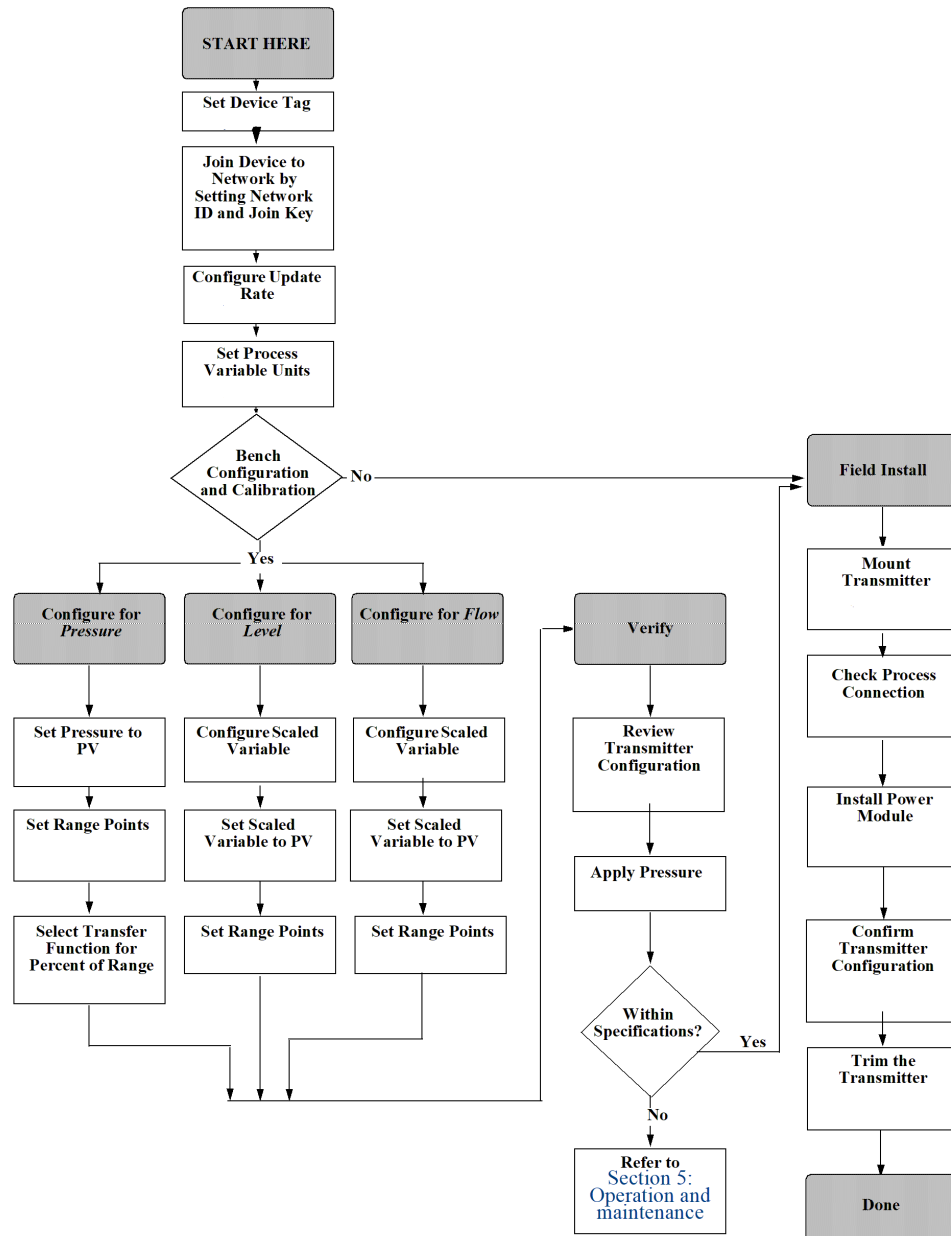 START HERE
Set Device Tag
Join Device to
Network by
Setting Network
ID and Join Key
Configure Update
Rate
Set Process
Variable Units
Bench
Configuration
and Calibration
No
Yes
Configure for
Pressure
Set Pressure to
PV
Set Range Points
Select Transfer
Function for
Percent of Range
Configure for
Level
Configure Scaled
Variable
Set Scaled
Variable to PV
Set Range Points
Configure for Flow
Configure Scaled
Variable
Set Scaled
Variable to PV
Set Range Points
Verify
Review
Transmitter
Configuration
Apply Pressure
Within
Specifications?
Yes
No
Refer to
Section 5:
Operation and
maintenance
Field Install
Mount
Transmitter
Check Process
Connection
Install Power
Module
Confirm
Transmitter
Configuration
Trim the
Transmitter
Done